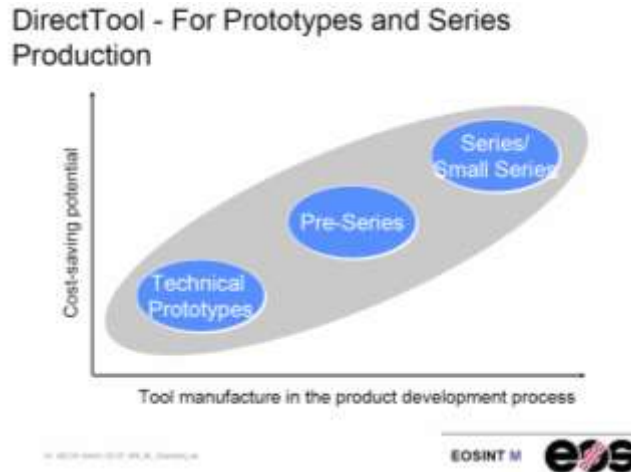 DirectTool - For Prototypes and Series
Production
Cost-saving potential
Series/
Small Series
Pre-Series
Technical
Prototypes
Tool manufacture in the product development process
EOSINT M
eos